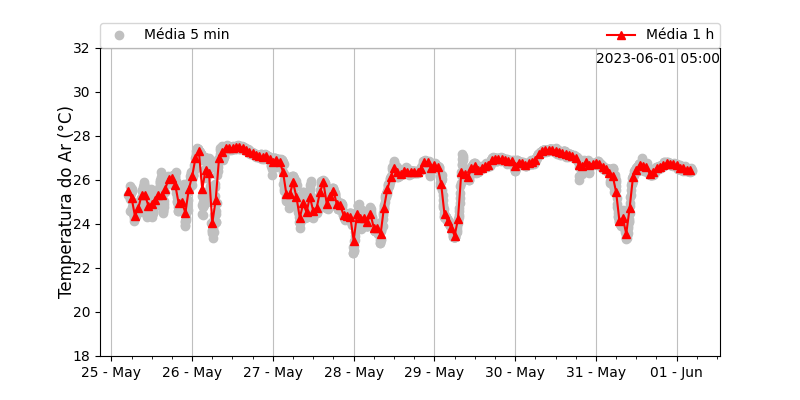 Média 5 min
Média 1 h
2023-06-01 05:00
Temperatura do Ar (°C)
32
30
28
26
24
22
20
18
25 - May
26 - May
27 - May
28 - May
29 - May
30 - May
31 - May
01 - Jun